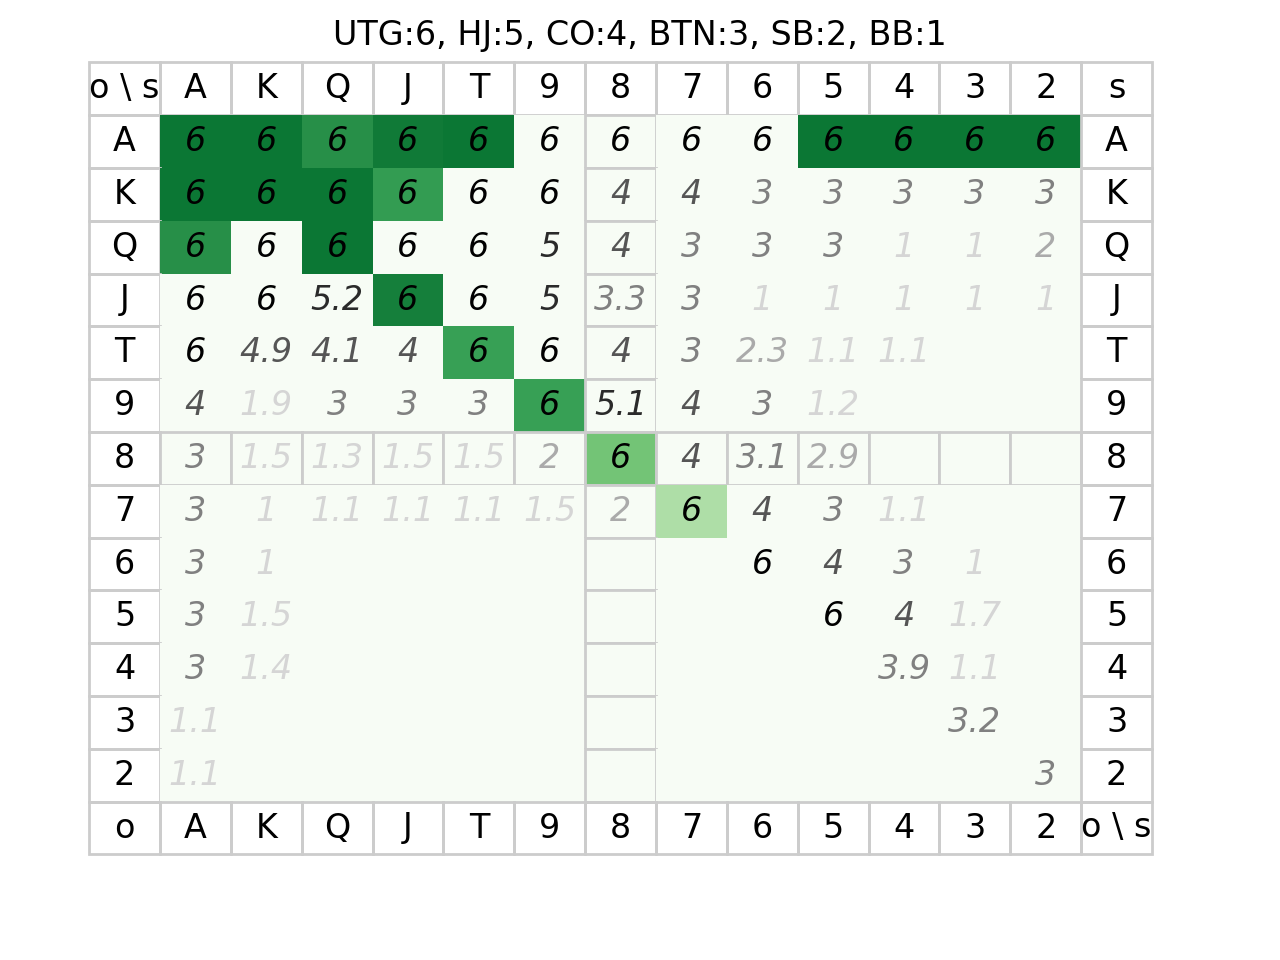 UTG:6, HJ:5, CO:4, BTN:3, SB:2, BB:1
o \ s A K Q J T 9 8 7 6 5 4 3 2 s
A 6 6 6 6 6 6 6 6 6 6 6 6 6 A
K 6 6 6 6 6 6 4 4 3 3 3 3 3 K
Q 6 6 6 6 6 5 4 3 3 3 1 1 2 Q
J 6 6 5.2 6 6 5 3.3 3 1 1 1 1 1 J
T 6 4.9 4.1 4 6 6 4 3 2.3 1.1 1.1 T
9 4 1.9 3 3 3 6 5.1 4 3 1.2 9
8 3 1.5 1.3 1.5 1.5 2 6 4 3.1 2.9 8
7 3 1 1.1 1.1 1.1 1.5 2 6 4 3 1.1 7
6 3 1 6 4 3 1 6
5 3 1.5 6 4 1.7 5
4 3 1.4 3.9 1.1 4
3 1.1 3.2 3
2 1.1 3 2
o A K Q J T 9 8 7 6 5 4 3 2 o \ s